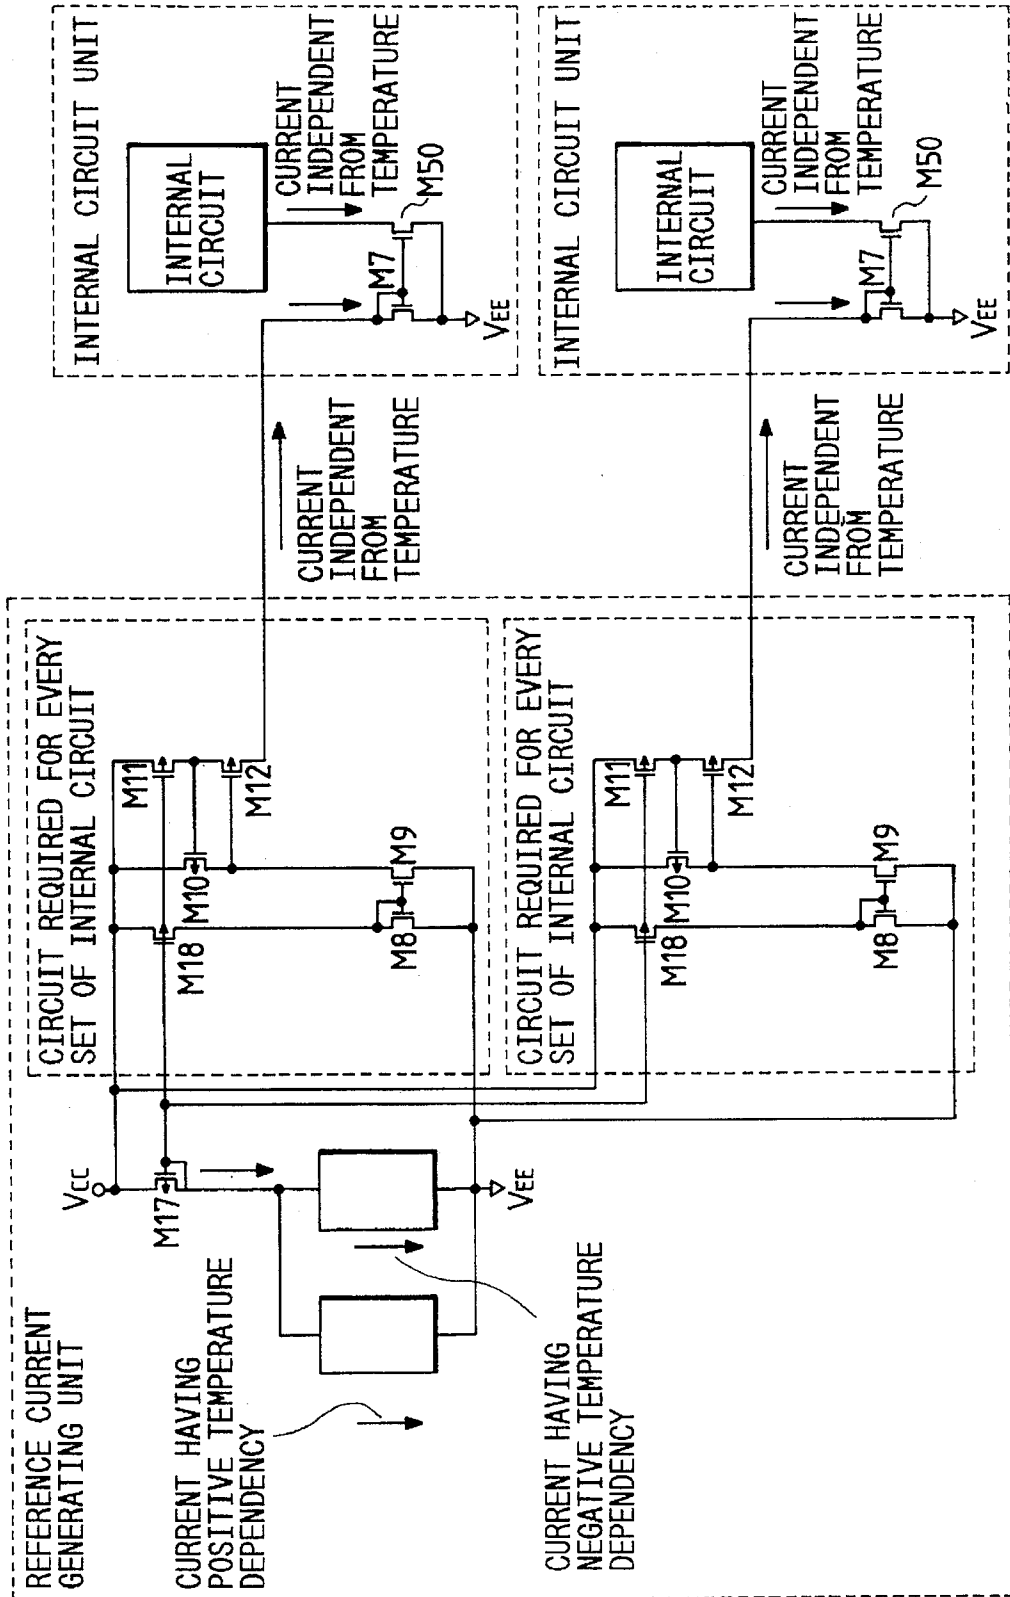 REFERENCE CURRENT
GENERATING UNIT
CURRENT HAVING
POSITIVE TEMPERATURE
DEPENDENCY
CURRENT HAVING
NEGATIVE TEMPERATURE
DEPENDENCY
VCC
M17
VEE
CIRCUIT REQUIRED FOR EVERY
SET OF INTERNAL CIRCUIT
M18
M10
M11
M12
M8
M9
CIRCUIT REQUIRED FOR EVERY
SET OF INTERNAL CIRCUIT
M18
M10
M11
M12
M8
M9
CURRENT
INDEPENDENT
FROM
TEMPERATURE
CURRENT
INDEPENDENT
FROM
TEMPERATURE
INTERNAL CIRCUIT UNIT
INTERNAL
CIRCUIT
CURRENT
INDEPENDENT
FROM
TEMPERATURE
M7
M50
VEE
INTERNAL CIRCUIT UNIT
INTERNAL
CIRCUIT
CURRENT
INDEPENDENT
FROM
TEMPERATURE
M7
M50
VEE